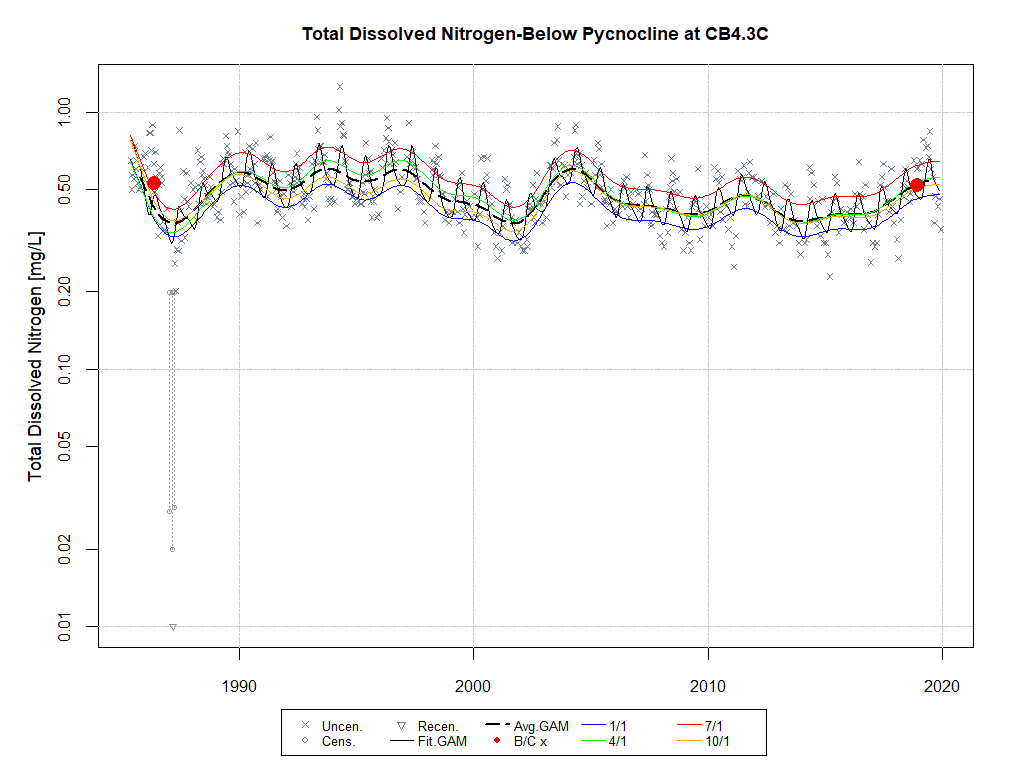 Total Dissolved Nitrogen-Below Pycnocline at CB4.3C
Total Dissolved Nitrogen [mg/L]
1.00
0.50
0.20
0.10
0.05
0.02
0.01
1990 2000 2010 2020
Uncen. Recen. Avg.GAM 1/1 7/1
Cens. Fit.GAM B/C x 4/1 10/1